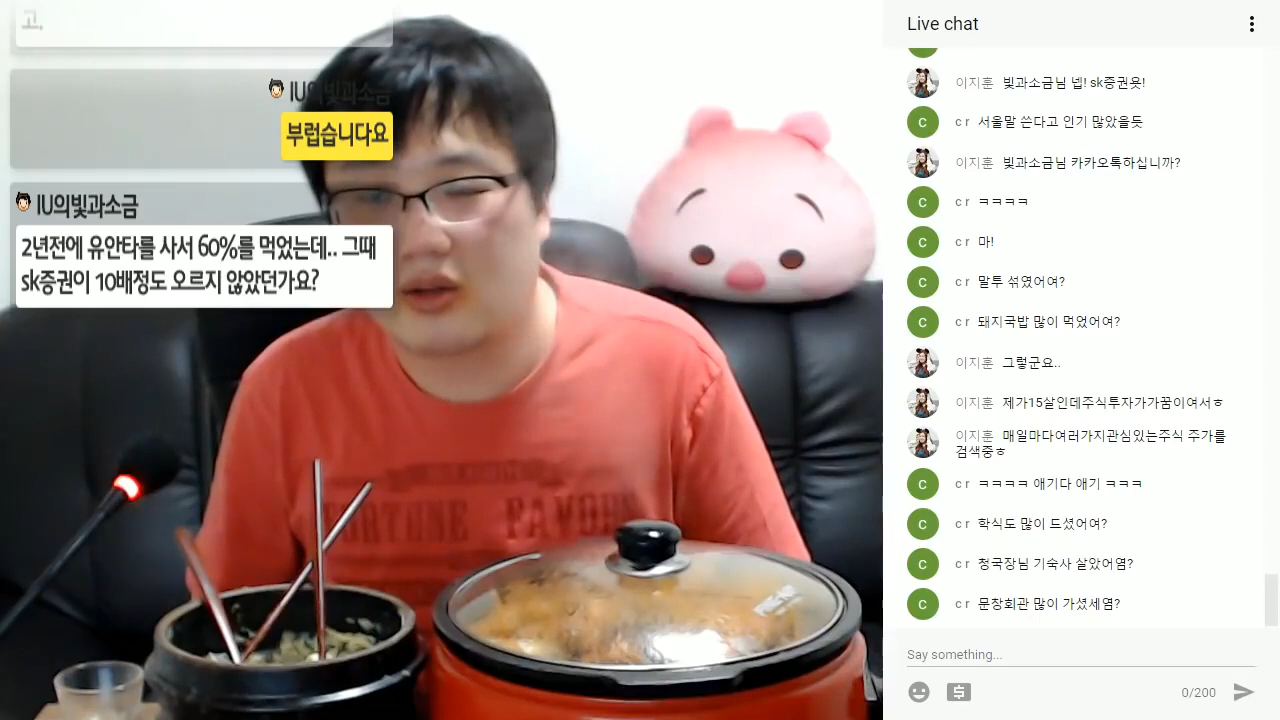 고,
IU의빛과소금
부럽습니다요
IU의빛과소금
2년전에 유안타를 사서 60%를 먹었는데.. 그때
sk증권이 10배정도 오르지 않았던가요?
FORTUNE FAVOUR
Live chat
이지훈 빛과소금님 넵! sk증권욧!
C
c r 서울말 쓴다고 인기 많았을듯
이지훈 빛과소금님 카카오톡하십니까?
C
c r ㅋㅋㅋㅋ
C
c r 마!
C
c r 말투 섞였어여?
C
c r 돼지국밥 많이 먹었어여?
이지훈 그렇군요..
이지훈 제가15살인데주식투자가가꿈이여서ㅎ
이지훈 매일마다여러가지관심있는주식 주가를
검색중ㅎ
C
c r ㅋㅋㅋㅋ 애기다 애기 ㅋㅋㅋ
C
c r 학식도 많이 드셨어여?
C
c r 청국장님 기숙사 살았어염?
C
c r 문창회관 많이 가셨세염?
Say something...
0/200